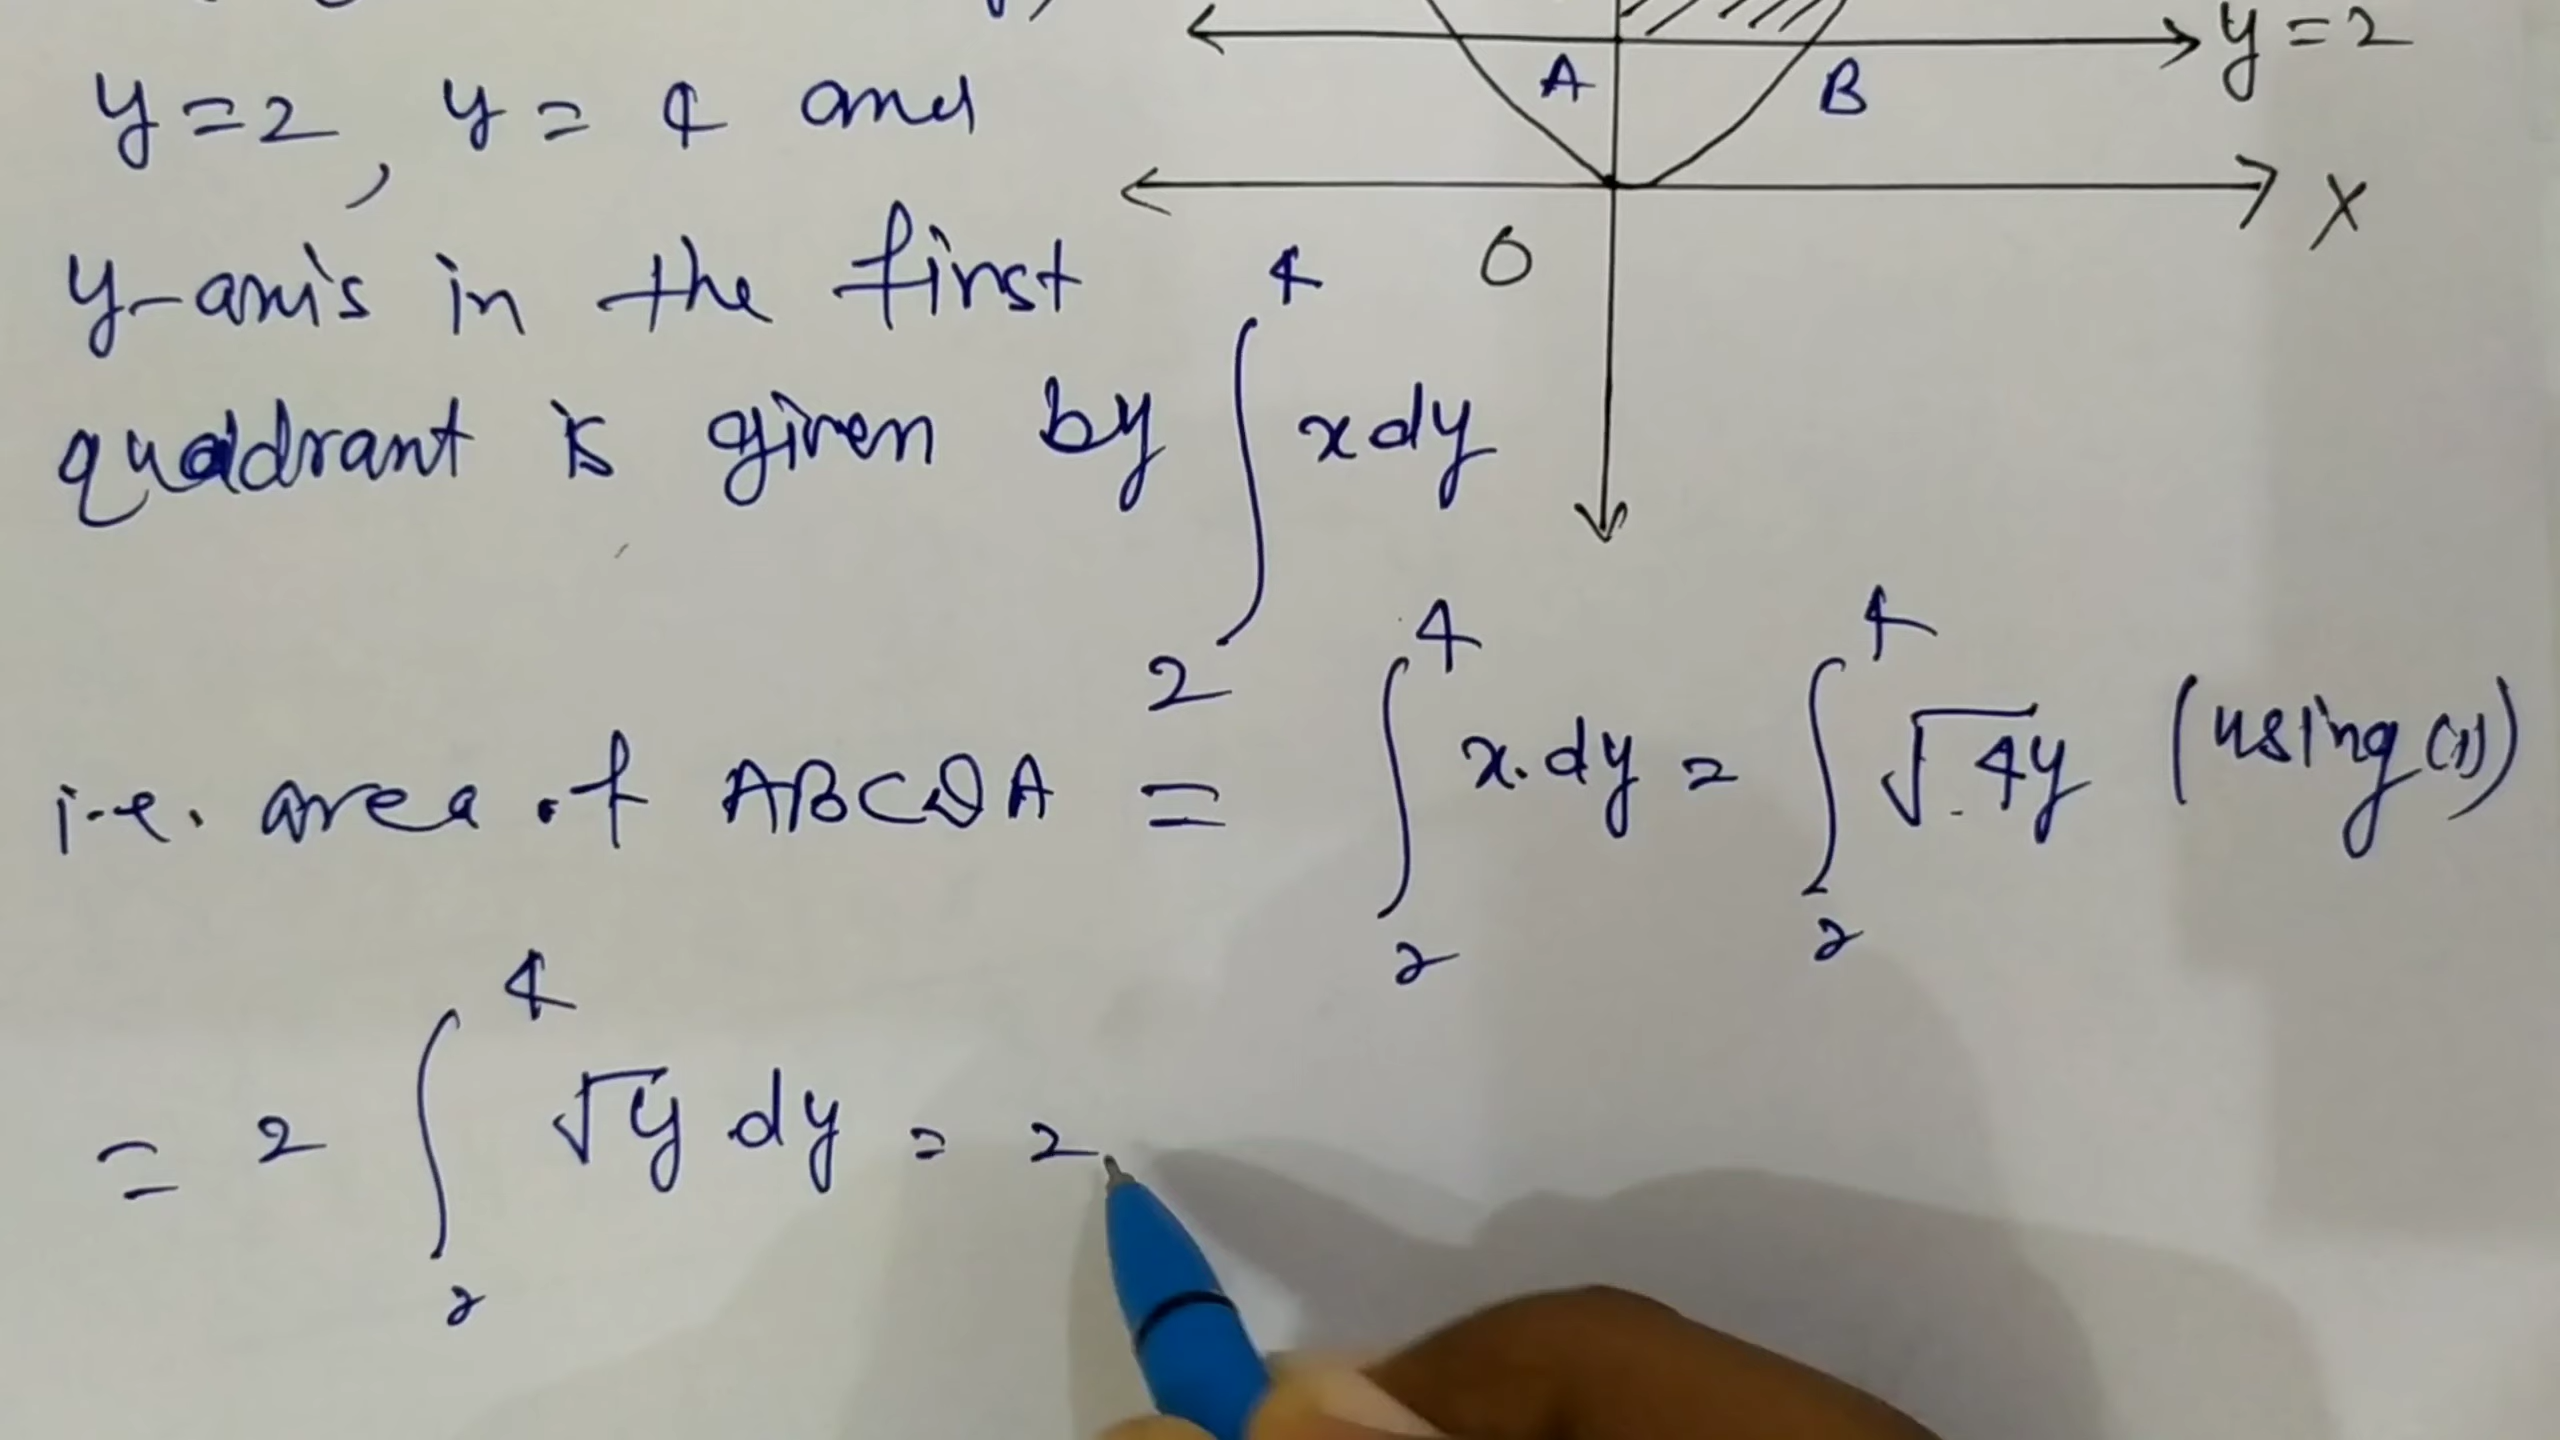 y = 2
A B
y = 2, y = 4 and
X
O
y-axis in the first
quadrant is given by ∫₂⁴ x dy
i.e. area of ABCDA = ∫₂⁴ x. dy = ∫₂⁴ √4y (using (1))
= 2 ∫₂⁴ √y dy = 2